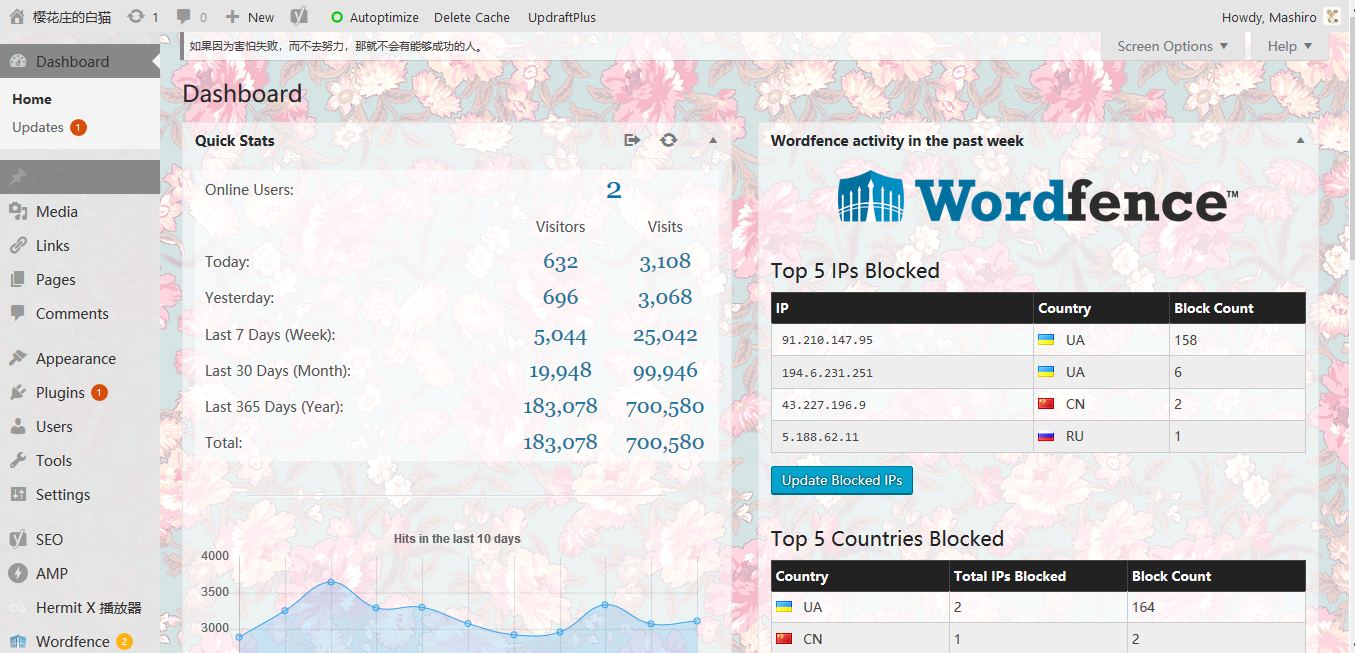 樱花庄的白猫 1 0 New Autoptimize Delete Cache UpdraftPlus Howdy, Mashiro
如果因为害怕失败，而不去努力，那就不会有能够成功的人。
Screen Options Help
Dashboard
Home
Updates 1
Posts
Media
Links
Pages
Comments
Appearance
Plugins 1
Users
Tools
Settings
SEO
AMP
Hermit X 播放器
Wordfence 2
Dashboard
Quick Stats
Online Users: 2
Visitors Visits
Today: 632 3,108
Yesterday: 696 3,068
Last 7 Days (Week): 5,044 25,042
Last 30 Days (Month): 19,948 99,946
Last 365 Days (Year): 183,078 700,580
Total: 183,078 700,580
Hits in the last 10 days
4000
3500
3000
Wordfence activity in the past week
Wordfence™
Top 5 IPs Blocked
IP Country Block Count
91.210.147.95 UA 158
194.6.231.251 UA 6
43.227.196.9 CN 2
5.188.62.11 RU 1
Update Blocked IPs
Top 5 Countries Blocked
Country Total IPs Blocked Block Count
UA 2 164
CN 1 2